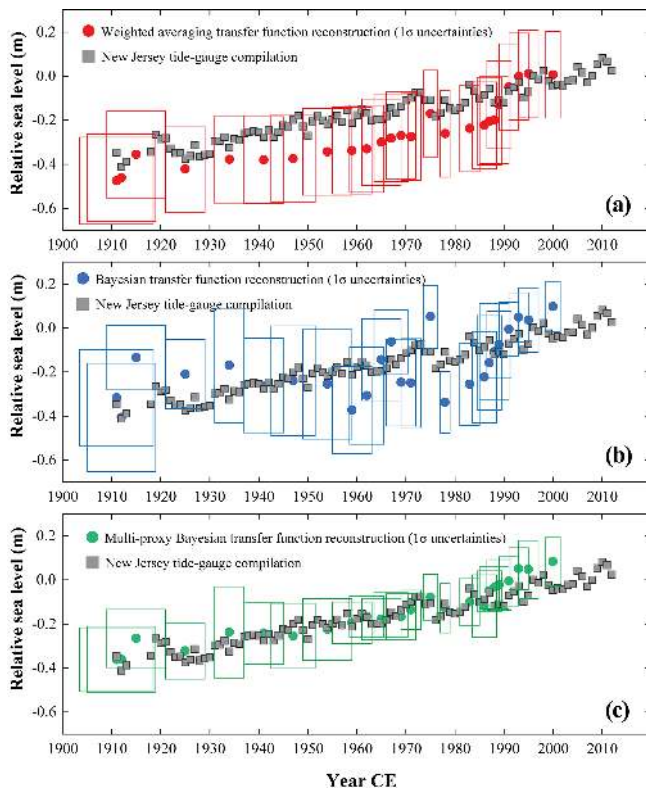 0.2
0.0
-0.2
-0.4
-0.6
Relative sea level (m)
Weighted averaging transfer function reconstruction (1σ uncertainties)
New Jersey tide-gauge compilation
(a)
1900 1910 1920 1930 1940 1950 1960 1970 1980 1990 2000 2010
0.2
0.0
-0.2
-0.4
-0.6
Relative sea level (m)
Bayesian transfer function reconstruction (1σ uncertainties)
New Jersey tide-gauge compilation
(b)
1900 1910 1920 1930 1940 1950 1960 1970 1980 1990 2000 2010
0.2
0.0
-0.2
-0.4
-0.6
Relative sea level (m)
Multi-proxy Bayesian transfer function reconstruction (1σ uncertainties)
New Jersey tide-gauge compilation
(c)
1900 1910 1920 1930 1940 1950 1960 1970 1980 1990 2000 2010
Year CE